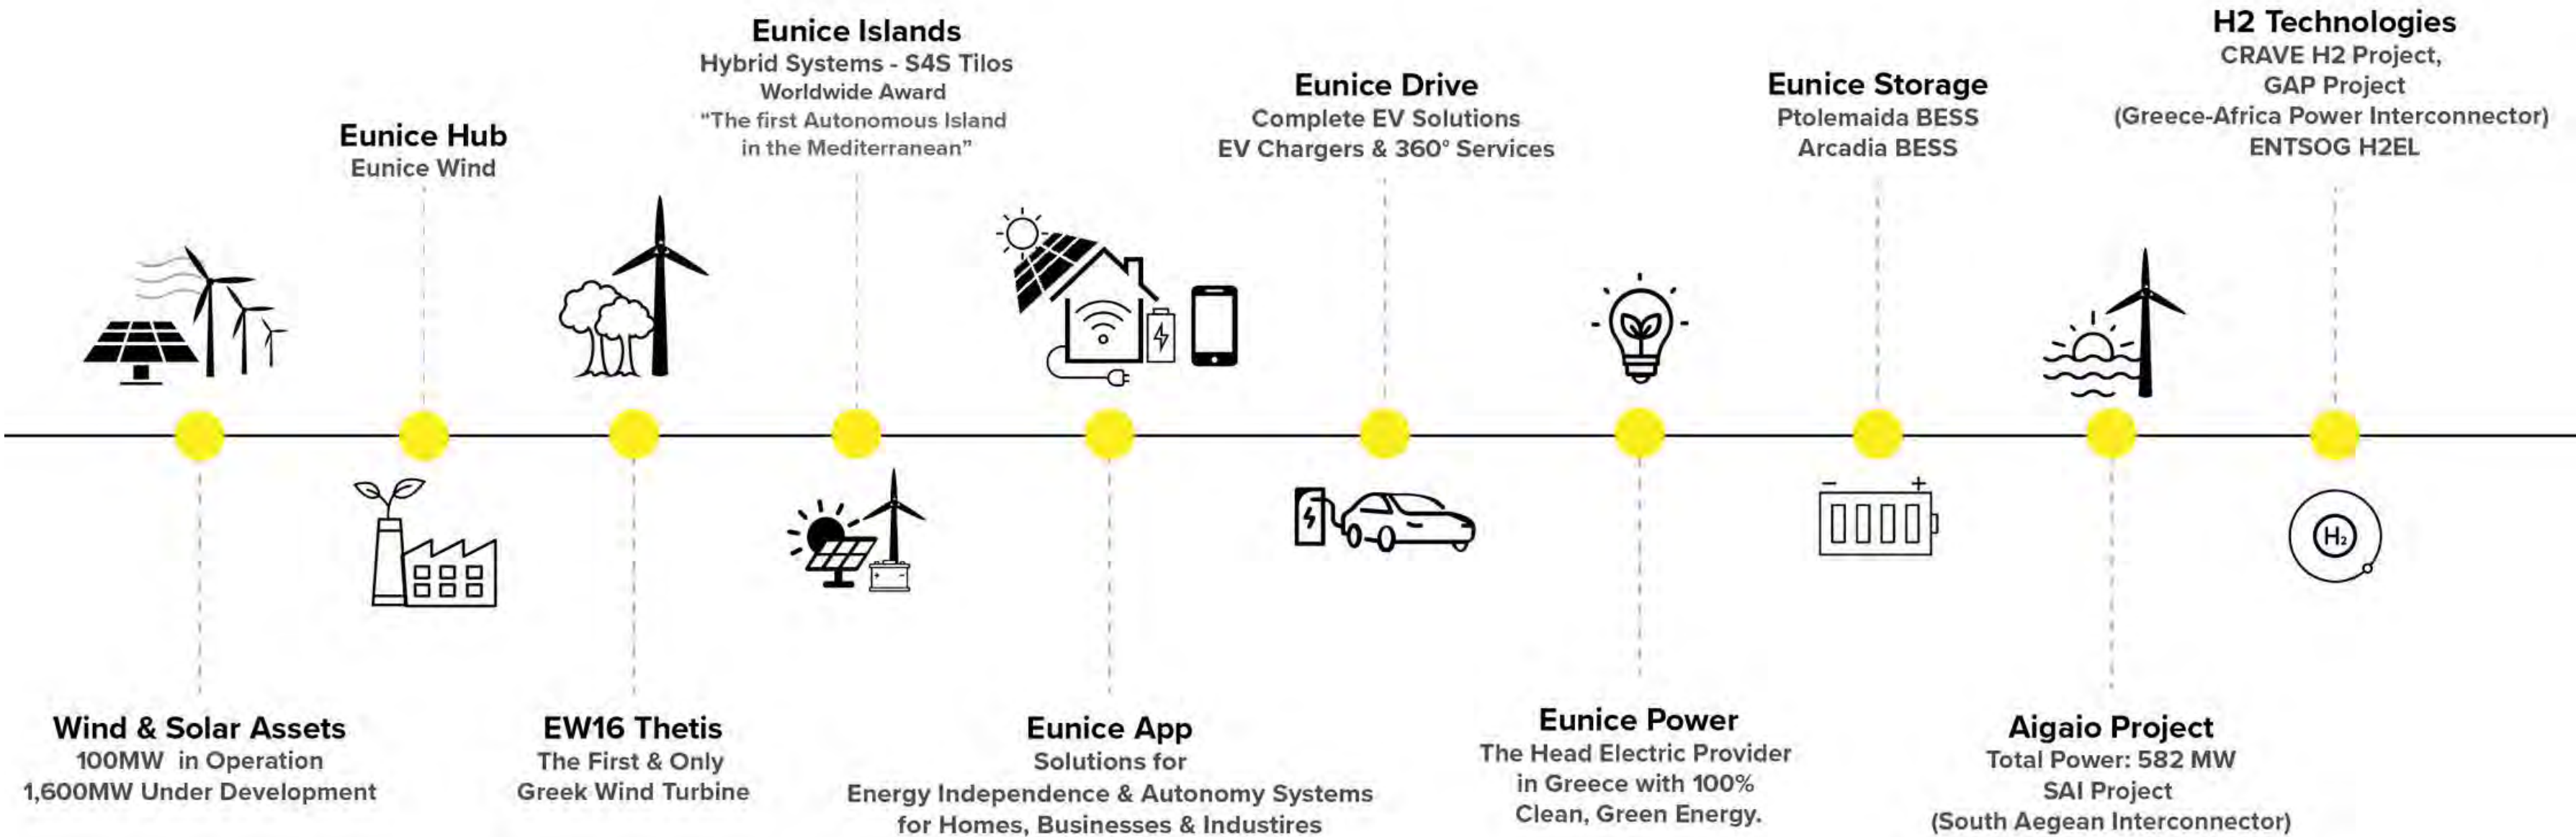 Wind & Solar Assets
100MW in Operation
1,600MW Under Development
Eunice Hub
Eunice Wind
EW16 Thetis
The First & Only
Greek Wind Turbine
Eunice Islands
Hybrid Systems - S4S Tilos
Worldwide Award
“The first Autonomous Island
in the Mediterranean”
Eunice App
Solutions for
Energy Independence & Autonomy Systems
for Homes, Businesses & Industires
Eunice Drive
Complete EV Solutions
EV Chargers & 360° Services
Eunice Power
The Head Electric Provider
in Greece with 100%
Clean, Green Energy.
Eunice Storage
Ptolemaida BESS
Arcadia BESS
- +
Aigaio Project
Total Power: 582 MW
SAI Project
(South Aegean Interconnector)
H2 Technologies
CRAVE H2 Project,
GAP Project
(Greece-Africa Power Interconnector)
ENTSOG H2EL
H₂